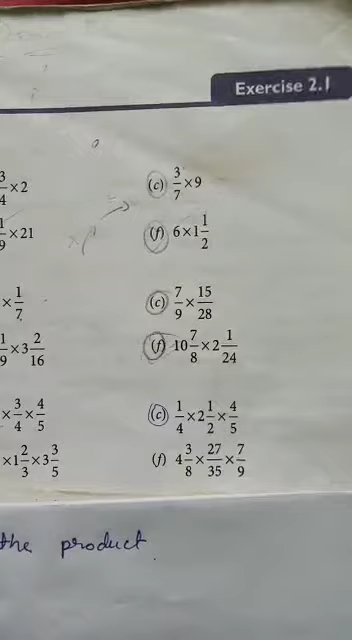 Exercise 2.1
3/4 × 2 (c) 3/7 × 9
1/9 × 21 (f) 6 × 1 1/2
× 1/7 (c) 7/9 × 15/28
1/9 × 3 2/16 (f) 10 7/8 × 2 1/24
× 3/4 × 4/5 (c) 1/4 × 2 1/2 × 4/5
× 1 2/3 × 3 3/5 (f) 4 3/8 × 27/35 × 7/9
the product.